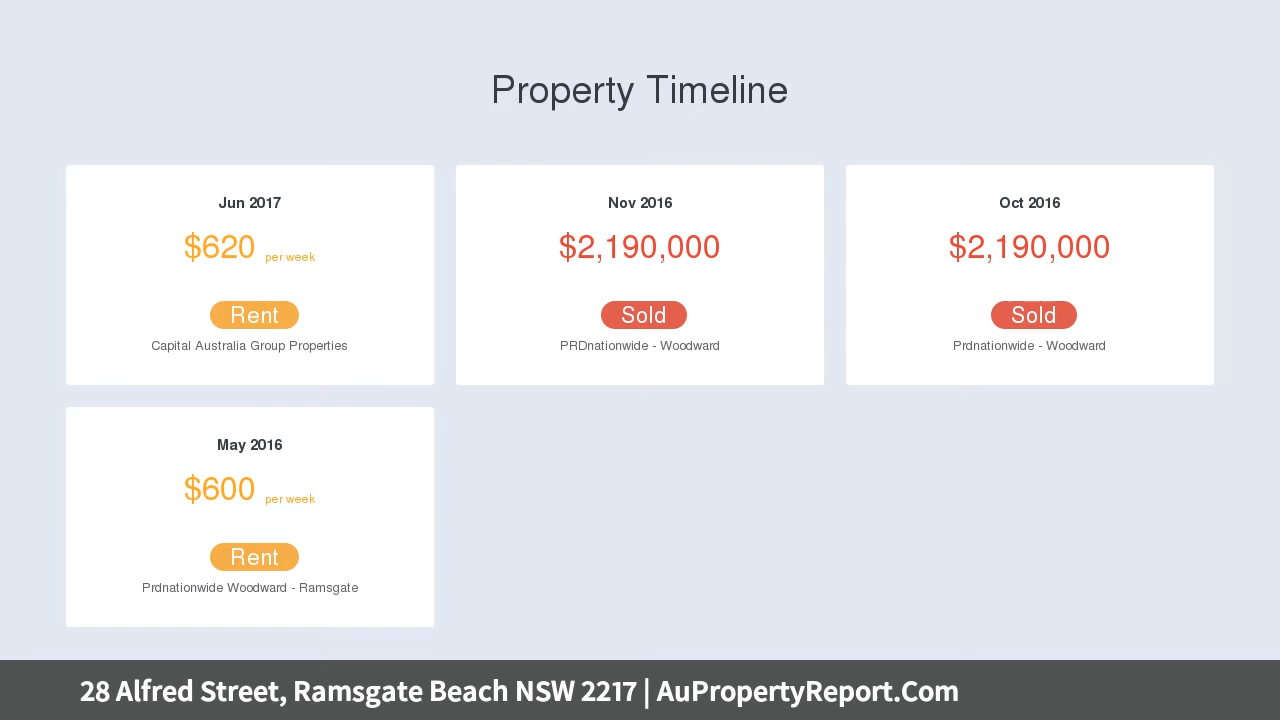 Property Timeline
Jun 2017
$620 per week
Rent
Capital Australia Group Properties
Nov 2016
$2,190,000
Sold
PRDnationwide - Woodward
Oct 2016
$2,190,000
Sold
Prdnationwide - Woodward
May 2016
$600 per week
Rent
Prdnationwide Woodward - Ramsgate
28 Alfred Street, Ramsgate Beach NSW 2217 | AuPropertyReport.Com